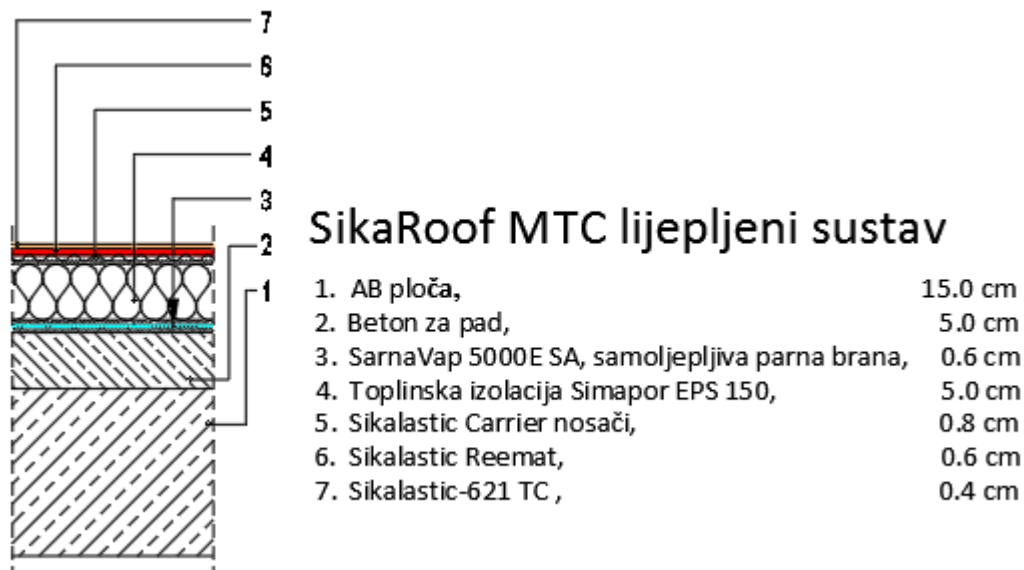 7
6
5
4
3
2
1
SikaRoof MTC lijepljeni sustav
1. AB ploča, 15.0 cm
2. Beton za pad, 5.0 cm
3. SarnaVap 5000E SA, samoljepljiva parna brana, 0.6 cm
4. Toplinska izolacija Simapor EPS 150, 5.0 cm
5. Sikalastic Carrier nosači, 0.8 cm
6. Sikalastic Reemat, 0.6 cm
7. Sikalastic-621 TC , 0.4 cm